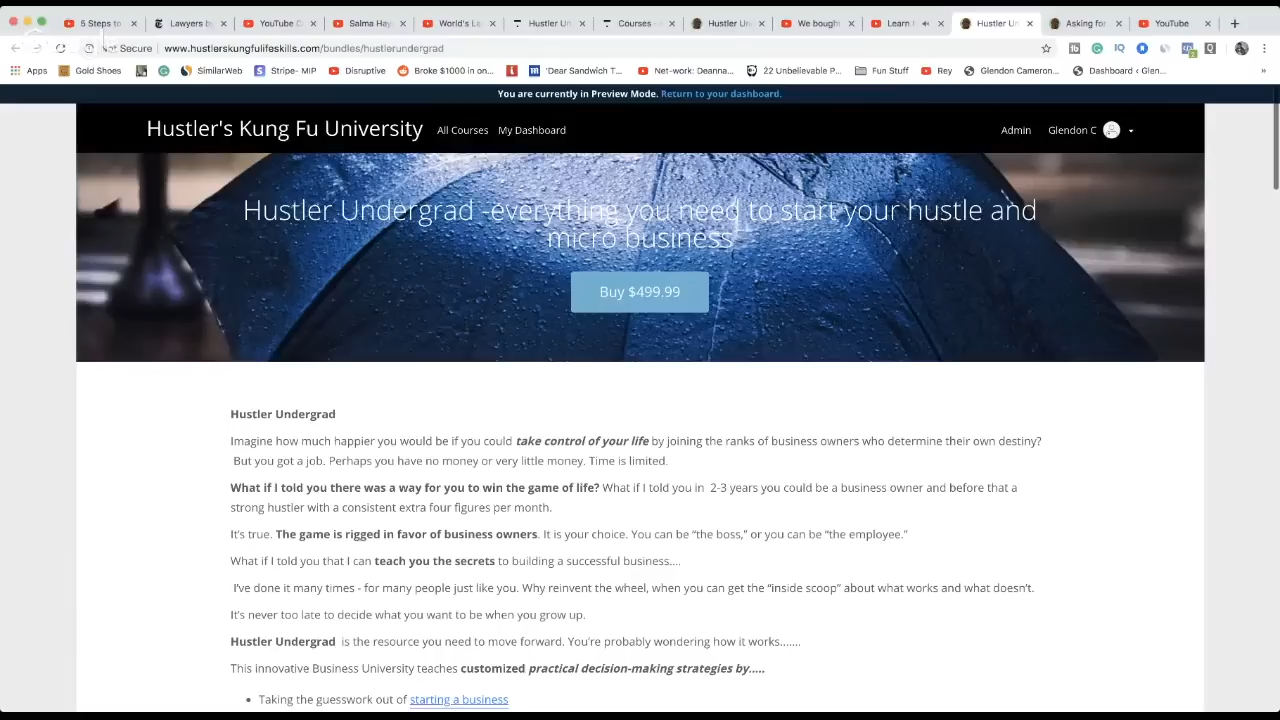 5 Steps to
Lawyers b
YouTube C
Salma Hay
World's Le
Hustler Un
Courses -
Hustler Un
We bough
Learn
Hustler Un
Asking for
YouTube
Not Secure
www.hustlerskungfulifeskills.com/bundles/hustlerundergrad
Apps
Gold Shoes
SimilarWeb
Stripe- MIP
Disruptive
Broke $1000 in on...
'Dear Sandwich T...
Net-work: Deanna...
22 Unbelievable P...
Fun Stuff
Rey
Glendon Cameron...
Dashboard ‹ Glen...
»
You are currently in Preview Mode. Return to your dashboard.
Hustler's Kung Fu University All Courses My Dashboard Admin Glendon C
Hustler Undergrad -everything you need to start your hustle and
micro business
Buy $499.99
Hustler Undergrad
Imagine how much happier you would be if you could take control of your life by joining the ranks of business owners who determine their own destiny?
But you got a job. Perhaps you have no money or very little money. Time is limited.
What if I told you there was a way for you to win the game of life? What if I told you in 2-3 years you could be a business owner and before that a
strong hustler with a consistent extra four figures per month.
It's true. The game is rigged in favor of business owners. It is your choice. You can be “the boss,” or you can be “the employee.”
What if I told you that I can teach you the secrets to building a successful business....
I've done it many times - for many people just like you. Why reinvent the wheel, when you can get the “inside scoop” about what works and what doesn't.
It's never too late to decide what you want to be when you grow up.
Hustler Undergrad is the resource you need to move forward. You're probably wondering how it works.......
This innovative Business University teaches customized practical decision-making strategies by.....
• Taking the guesswork out of starting a business